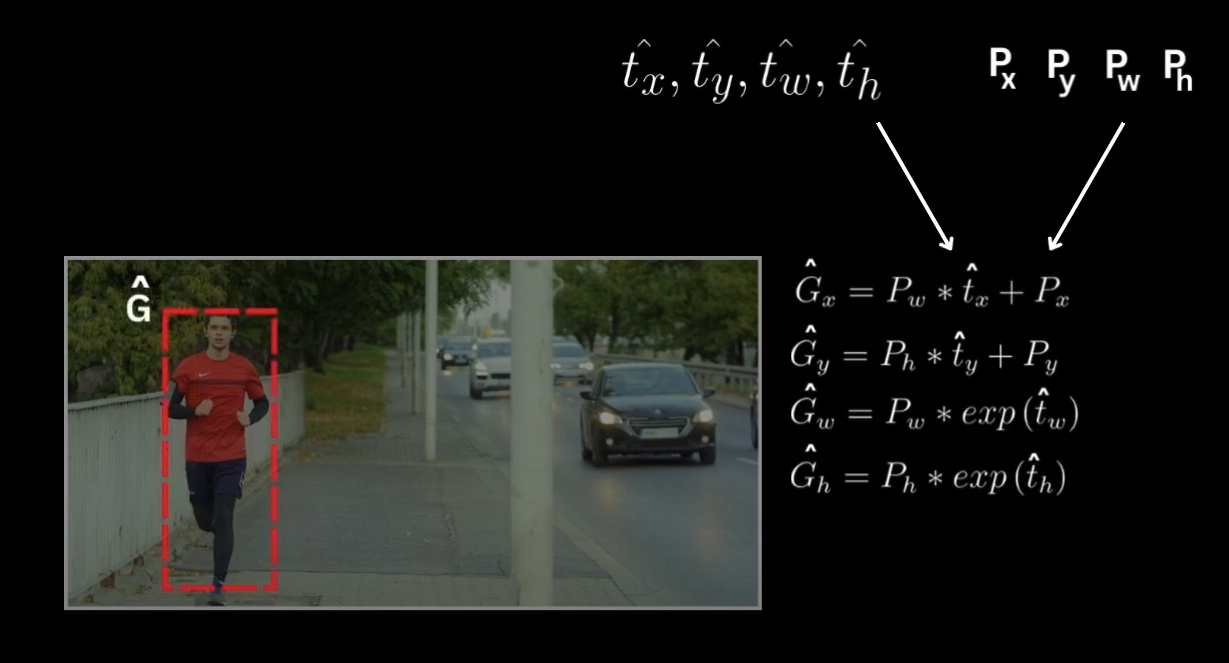 t̂_x, t̂_y, t̂_w, t̂_h
P_x P_y P_w P_h
Ĝ
Ĝ_x = P_w * t̂_x + P_x
Ĝ_y = P_h * t̂_y + P_y
Ĝ_w = P_w * exp(t̂_w)
Ĝ_h = P_h * exp(t̂_h)